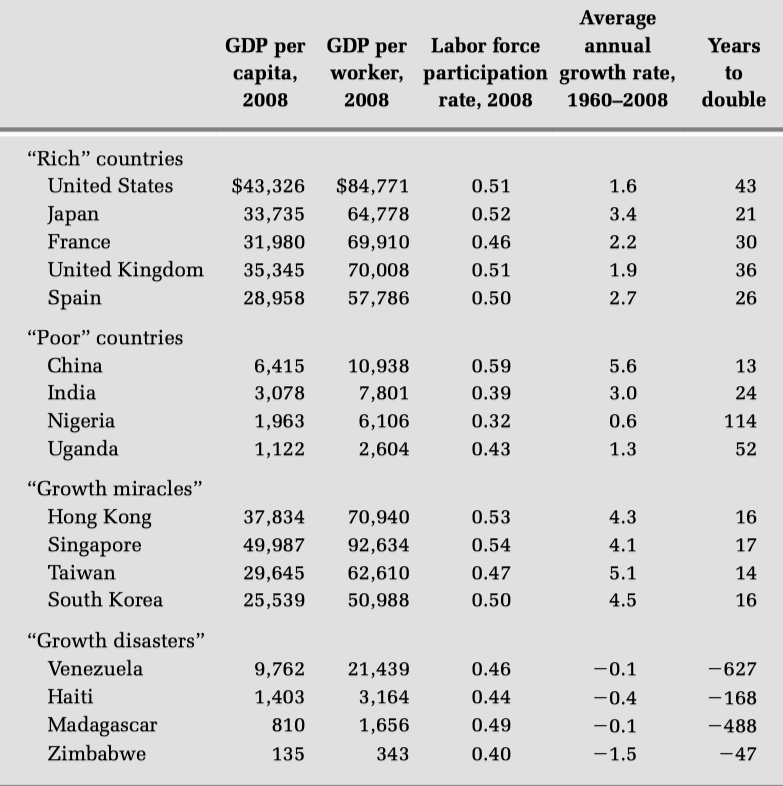 Average
GDP per GDP per Labor force annual Years
capita, worker, participation growth rate, to
2008 2008 rate, 2008 1960–2008 double
“Rich” countries
United States $43,326 $84,771 0.51 1.6 43
Japan 33,735 64,778 0.52 3.4 21
France 31,980 69,910 0.46 2.2 30
United Kingdom 35,345 70,008 0.51 1.9 36
Spain 28,958 57,786 0.50 2.7 26
“Poor” countries
China 6,415 10,938 0.59 5.6 13
India 3,078 7,801 0.39 3.0 24
Nigeria 1,963 6,106 0.32 0.6 114
Uganda 1,122 2,604 0.43 1.3 52
“Growth miracles”
Hong Kong 37,834 70,940 0.53 4.3 16
Singapore 49,987 92,634 0.54 4.1 17
Taiwan 29,645 62,610 0.47 5.1 14
South Korea 25,539 50,988 0.50 4.5 16
“Growth disasters”
Venezuela 9,762 21,439 0.46 −0.1 −627
Haiti 1,403 3,164 0.44 −0.4 −168
Madagascar 810 1,656 0.49 −0.1 −488
Zimbabwe 135 343 0.40 −1.5 −47